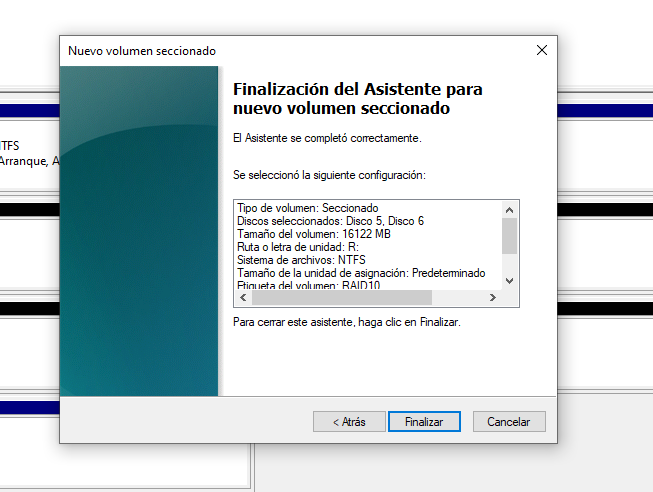 Nuevo volumen seccionado
Finalización del Asistente para
nuevo volumen seccionado
El Asistente se completó correctamente.
NTFS
Arranque, A
Se seleccionó la siguiente configuración:
Tipo de volumen: Seccionado
Discos seleccionados: Disco 5, Disco 6
Tamaño del volumen: 16122 MB
Ruta o letra de unidad: R:
Sistema de archivos: NTFS
Tamaño de la unidad de asignación: Predeterminado
Etiqueta del volumen: RAID10
Para cerrar este asistente, haga clic en Finalizar.
< Atrás
Finalizar
Cancelar